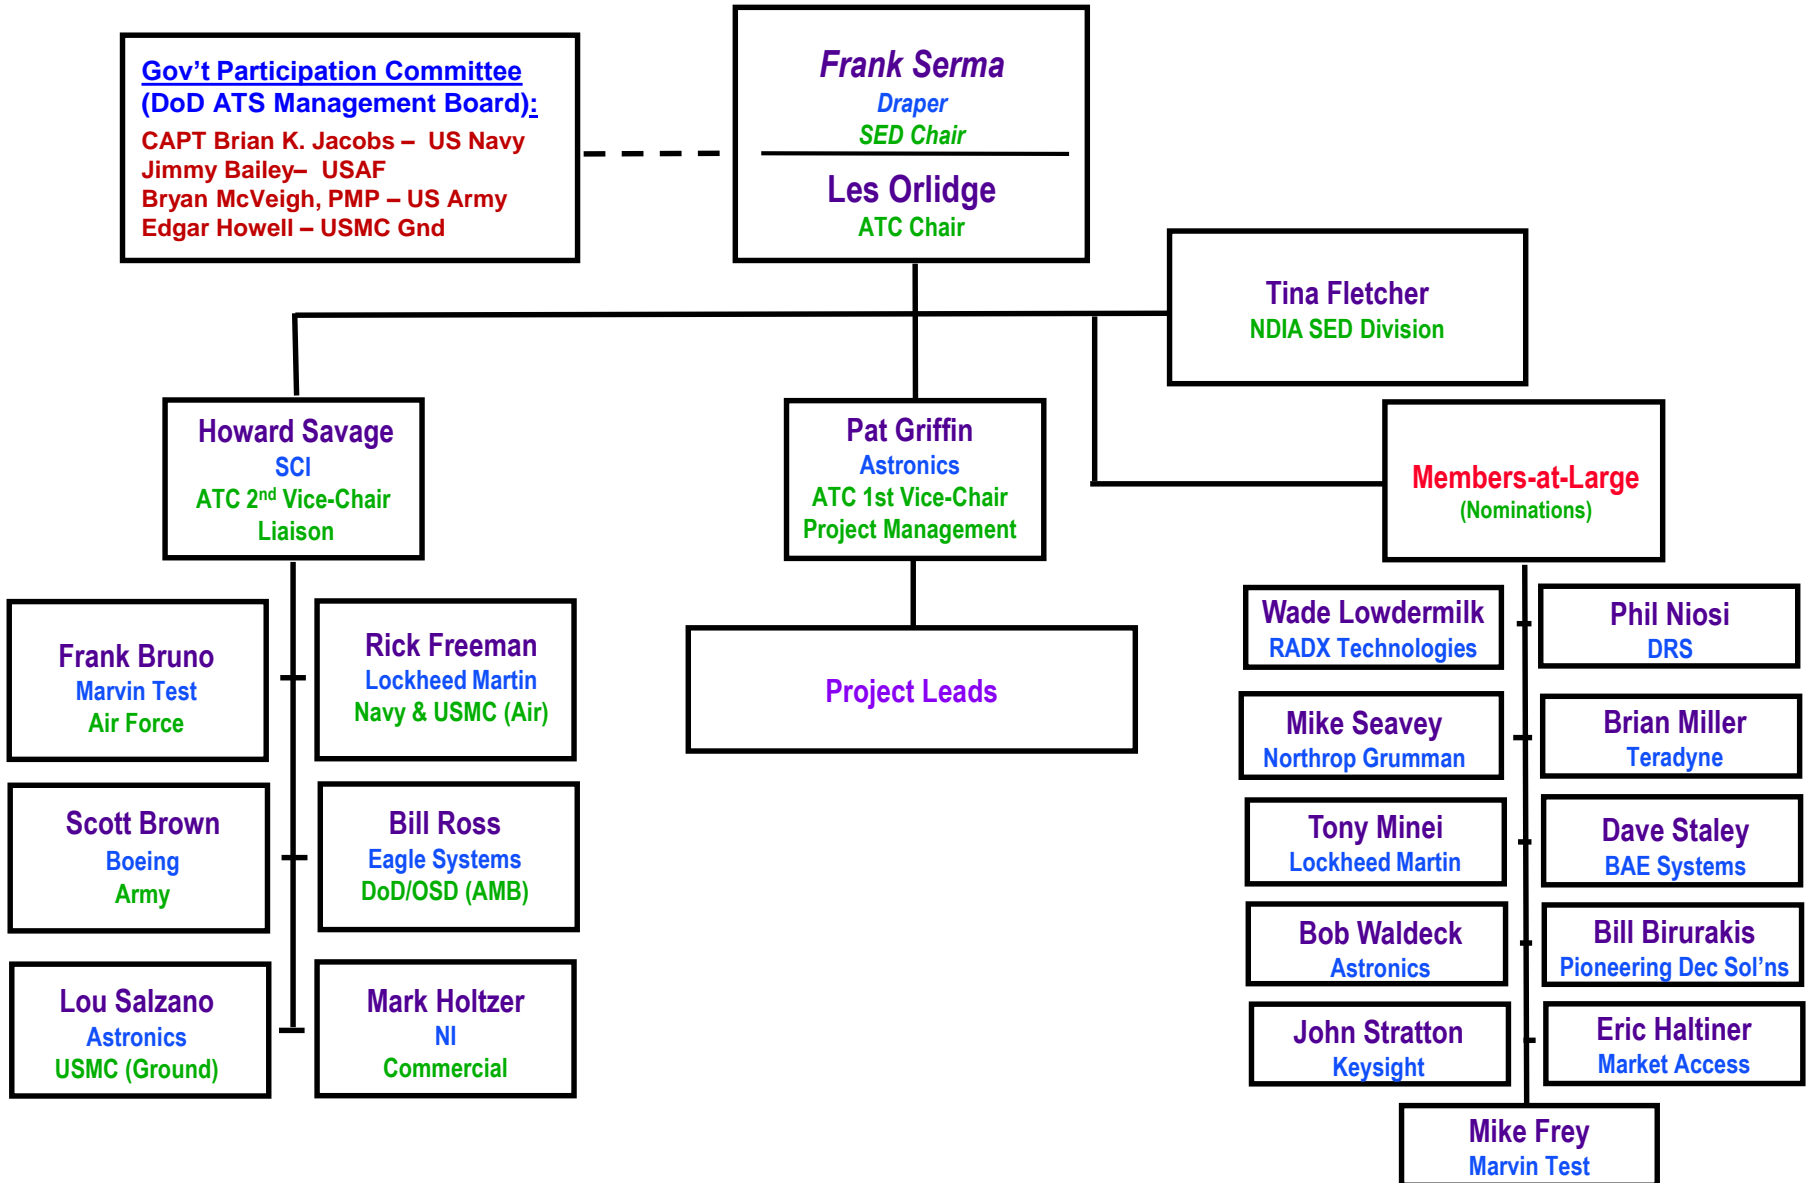 Gov’t Participation Committee
(DoD ATS Management Board):
CAPT Brian K. Jacobs – US Navy
Jimmy Bailey– USAF
Bryan McVeigh, PMP – US Army
Edgar Howell – USMC Gnd
Frank Serma
Draper
SED Chair
Les Orlidge
ATC Chair
Tina Fletcher
NDIA SED Division
Howard Savage
SCI
ATC 2nd Vice-Chair
Liaison
Pat Griffin
Astronics
ATC 1st Vice-Chair
Project Management
Members-at-Large
(Nominations)
Frank Bruno
Marvin Test
Air Force
Rick Freeman
Lockheed Martin
Navy & USMC (Air)
Scott Brown
Boeing
Army
Bill Ross
Eagle Systems
DoD/OSD (AMB)
Lou Salzano
Astronics
USMC (Ground)
Mark Holtzer
NI
Commercial
Project Leads
Wade Lowdermilk
RADX Technologies
Phil Niosi
DRS
Mike Seavey
Northrop Grumman
Brian Miller
Teradyne
Tony Minei
Lockheed Martin
Dave Staley
BAE Systems
Bob Waldeck
Astronics
Bill Birurakis
Pioneering Dec Sol’ns
John Stratton
Keysight
Eric Haltiner
Market Access
Mike Frey
Marvin Test